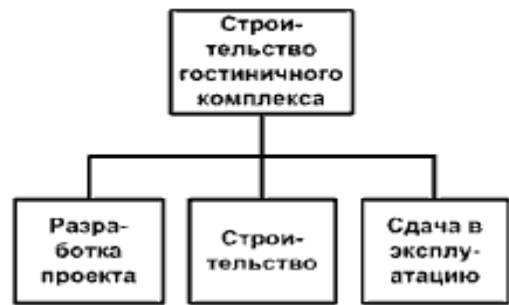 Строи-
тельство
гостиничного
комплекса
Разра-
ботка
проекта
Строи-
тельство
Сдача в
эксплу-
атацию